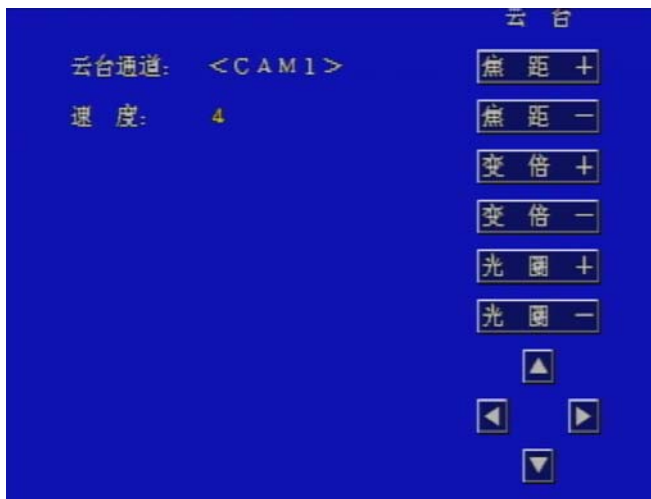 云 台
云台通道: <CAM1>
速 度: 4
焦 距 +
焦 距 -
变 倍 +
变 倍 -
光 圈 +
光 圈 -